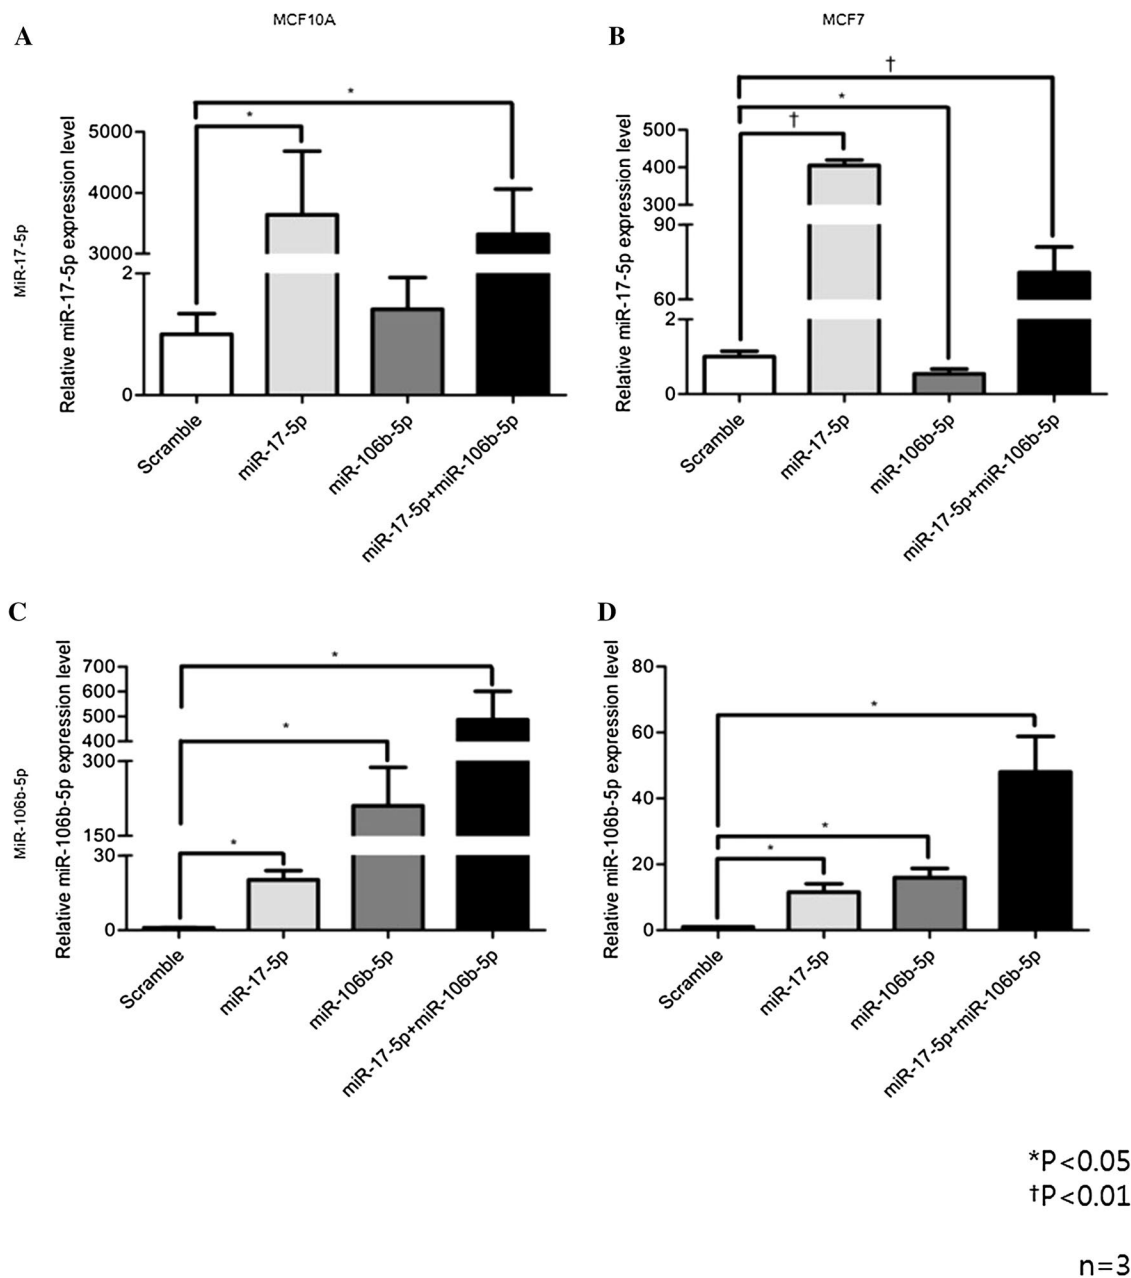 MCF10A
MCF7
A
*
*
MiR-17-5p
Relative miR-17-5p expression level
5000
4000
3000
2
0
Scramble
miR-17-5p
miR-106b-5p
miR-17-5p+miR-106b-5p
B
†
*
†
Relative miR-17-5p expression level
500
400
300
90
60
2
0
Scramble
miR-17-5p
miR-106b-5p
miR-17-5p+miR-106b-5p
C
*
*
*
MiR-106b-5p
Relative miR-106b-5p expression level
700
600
500
400
300
150
30
0
Scramble
miR-17-5p
miR-106b-5p
miR-17-5p+miR-106b-5p
D
*
*
*
Relative miR-106b-5p expression level
80
60
40
20
0
Scramble
miR-17-5p
miR-106b-5p
miR-17-5p+miR-106b-5p
*P<0.05
†P<0.01
n=3